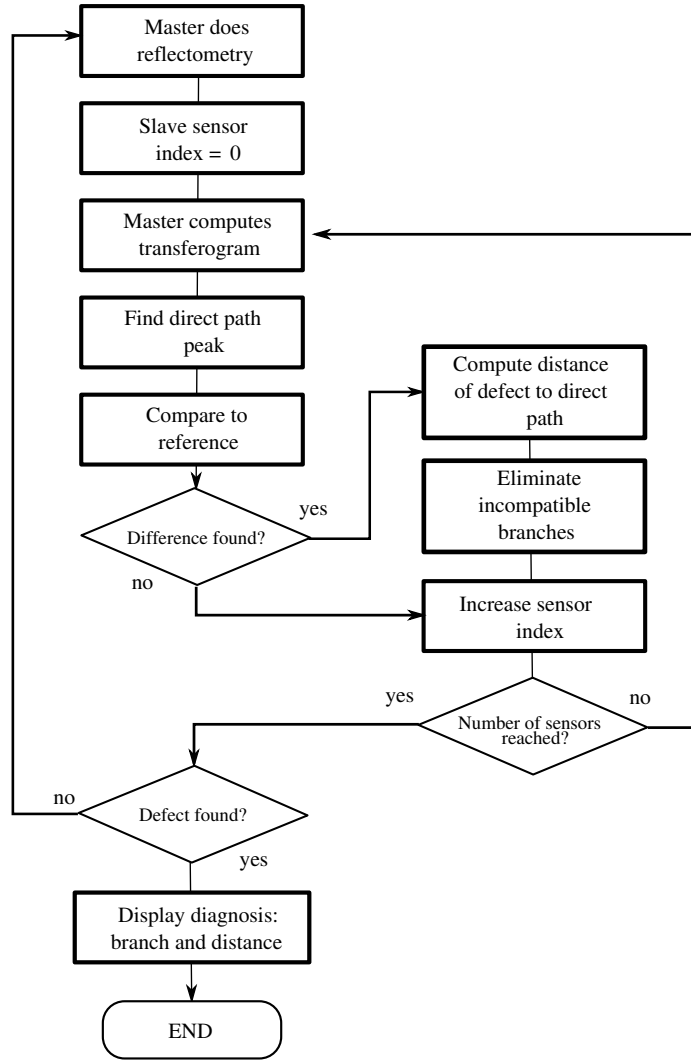 Master does
reflectometry
Slave sensor
index = 0
Master computes
transferogram
Find direct path
peak
Compare to
reference
Difference found?
yes
no
Compute distance
of defect to direct
path
Eliminate
incompatible
branches
Increase sensor
index
Number of sensors
reached?
yes
no
Defect found?
no
yes
Display diagnosis:
branch and distance
END